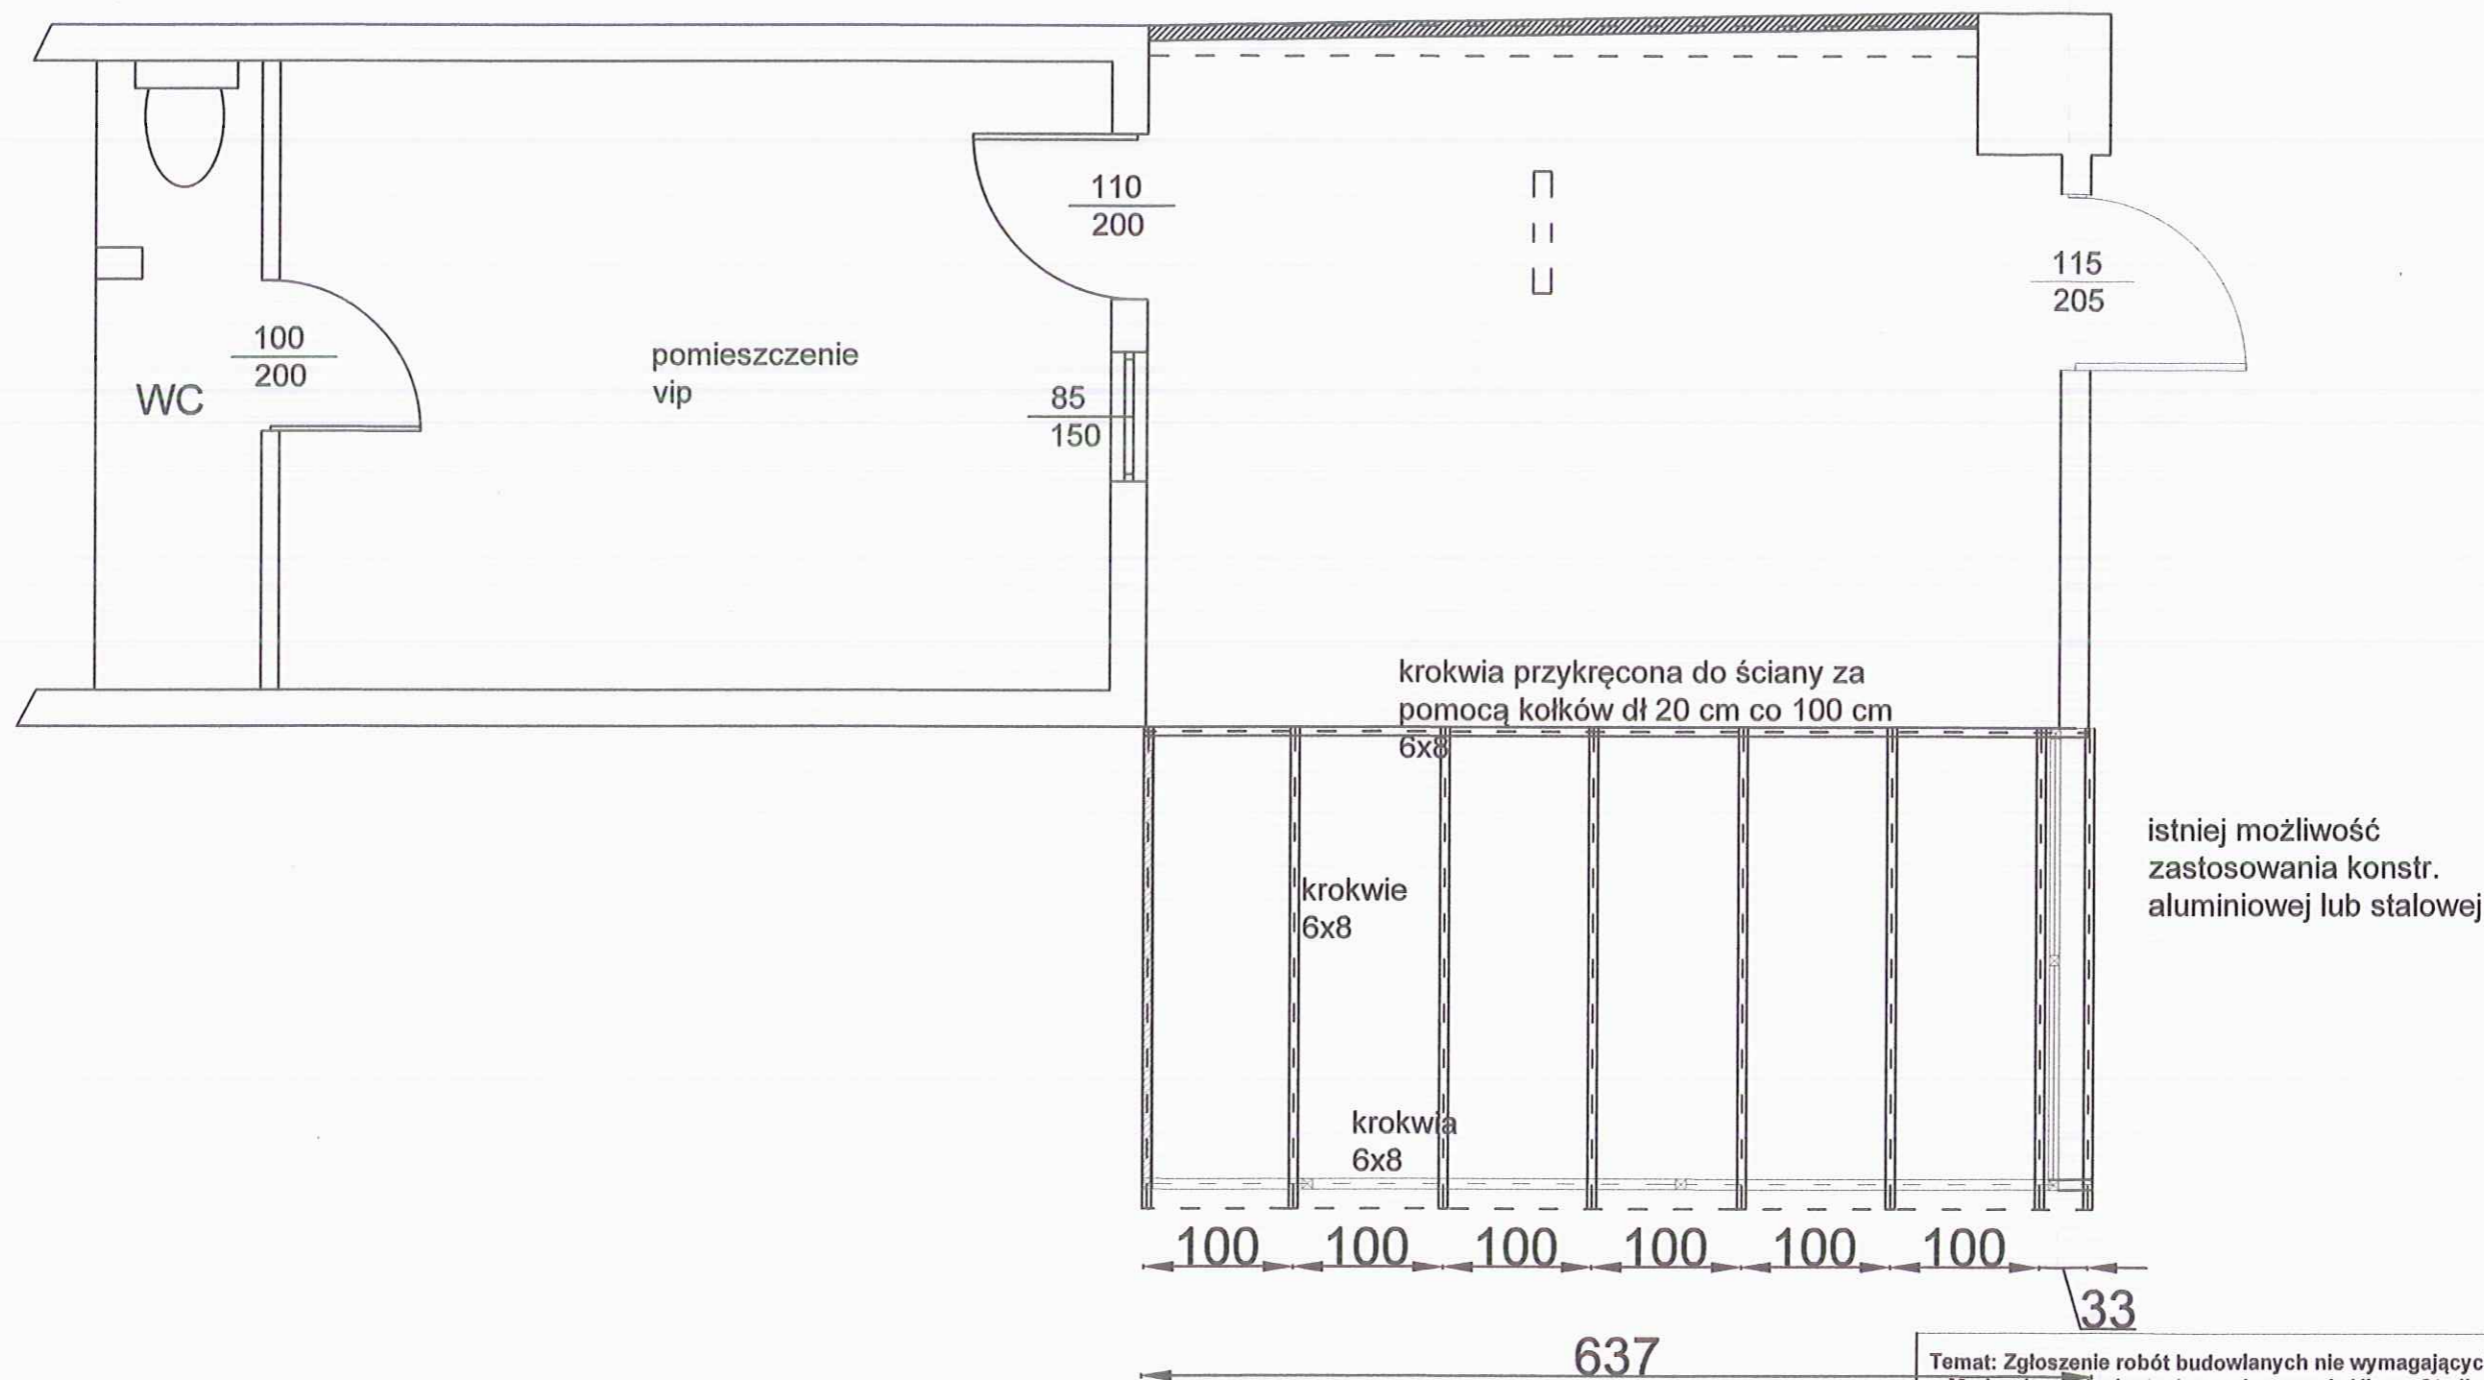 110
200
115
205
100
200
WC
pomieszczenie
vip
85
150
krokwia przykręcona do ściany za
pomocą kołków dł 20 cm co 100 cm
6x8
istniej możliwość
zastosowania konstr.
aluminiowej lub stalowej
krokwie
6x8
krokwia
6x8
100 100 100 100 100 100
33
637
Temat: Zgłoszenie robót budowlanych nie wymagającyc